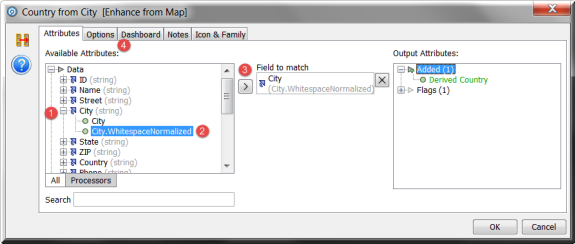 Country from City [Enhance from Map]
Attributes Options Dashboard Notes Icon & Family
4
Available Attributes:
Data
ID (string)
Name (string)
Street (string)
1 City (string)
City
City.WhitespaceNormalized 2
State (string)
ZIP (string)
Country (string)
Phone (string)
All Processors
Search
3 Field to match
> City
(City.WhitespaceNormalized)
Output Attributes:
Added (1)
Derived Country
Flags (1)
OK Cancel